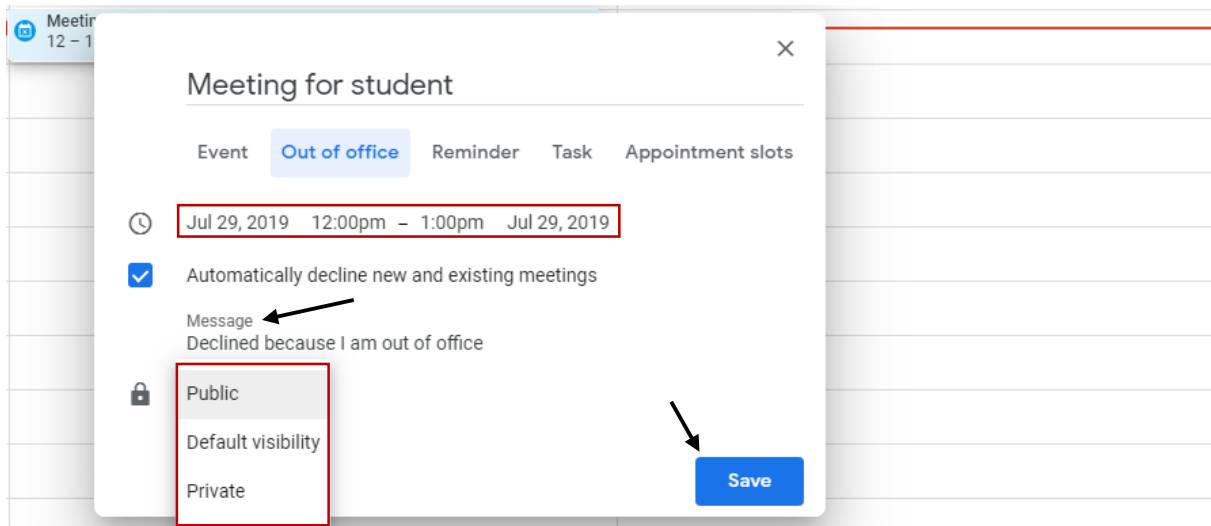 Meetin
12 – 1
Meeting for student
Event Out of office Reminder Task Appointment slots
Jul 29, 2019 12:00pm – 1:00pm Jul 29, 2019
Automatically decline new and existing meetings
Message
Declined because I am out of office
Public
Default visibility
Private
Save